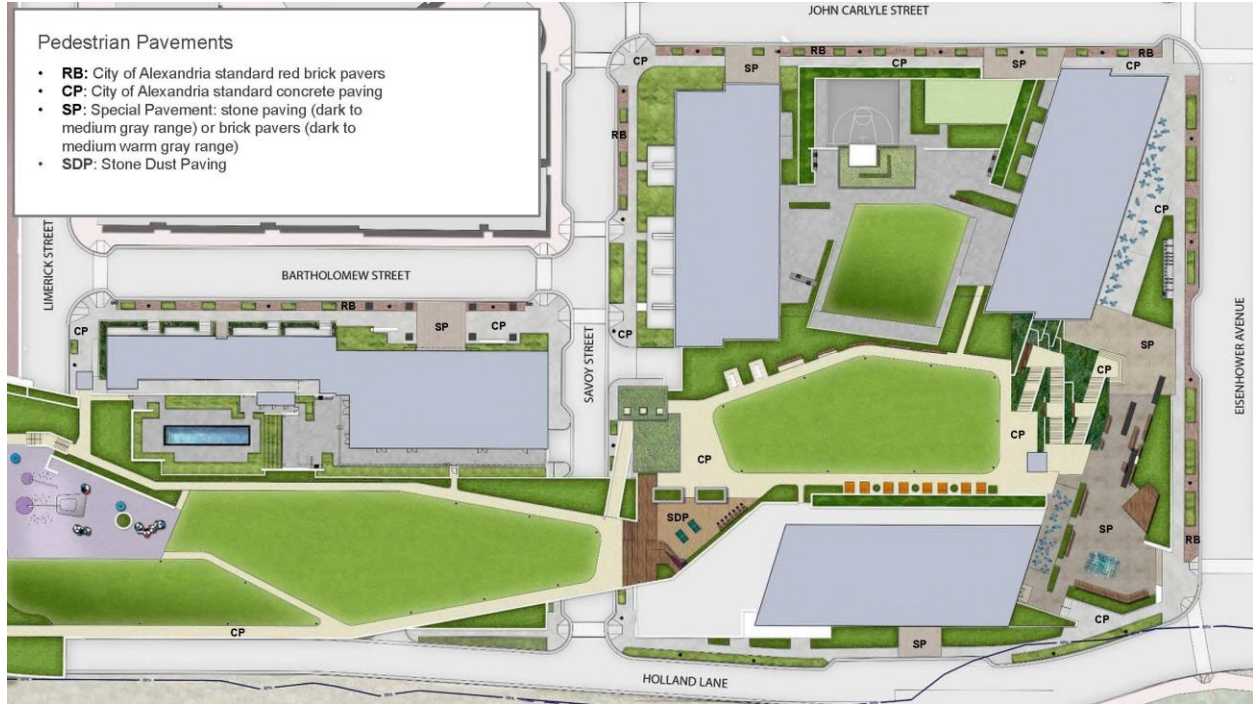 JOHN CARLYLE STREET
Pedestrian Pavements
• RB: City of Alexandria standard red brick pavers
• CP: City of Alexandria standard concrete paving
• SP: Special Pavement: stone paving (dark to
medium gray range) or brick pavers (dark to
medium warm gray range)
• SDP: Stone Dust Paving
RB
RB
CP
SP
CP
SP
CP
RB
CP
LIMERICK STREET
BARTHOLOMEW STREET
RB
CP
SP
CP
CP
SAVOY STREET
SP
EISENHOWER AVENUE
CP
CP
CP
SDP
SP
RB
CP
CP
SP
HOLLAND LANE